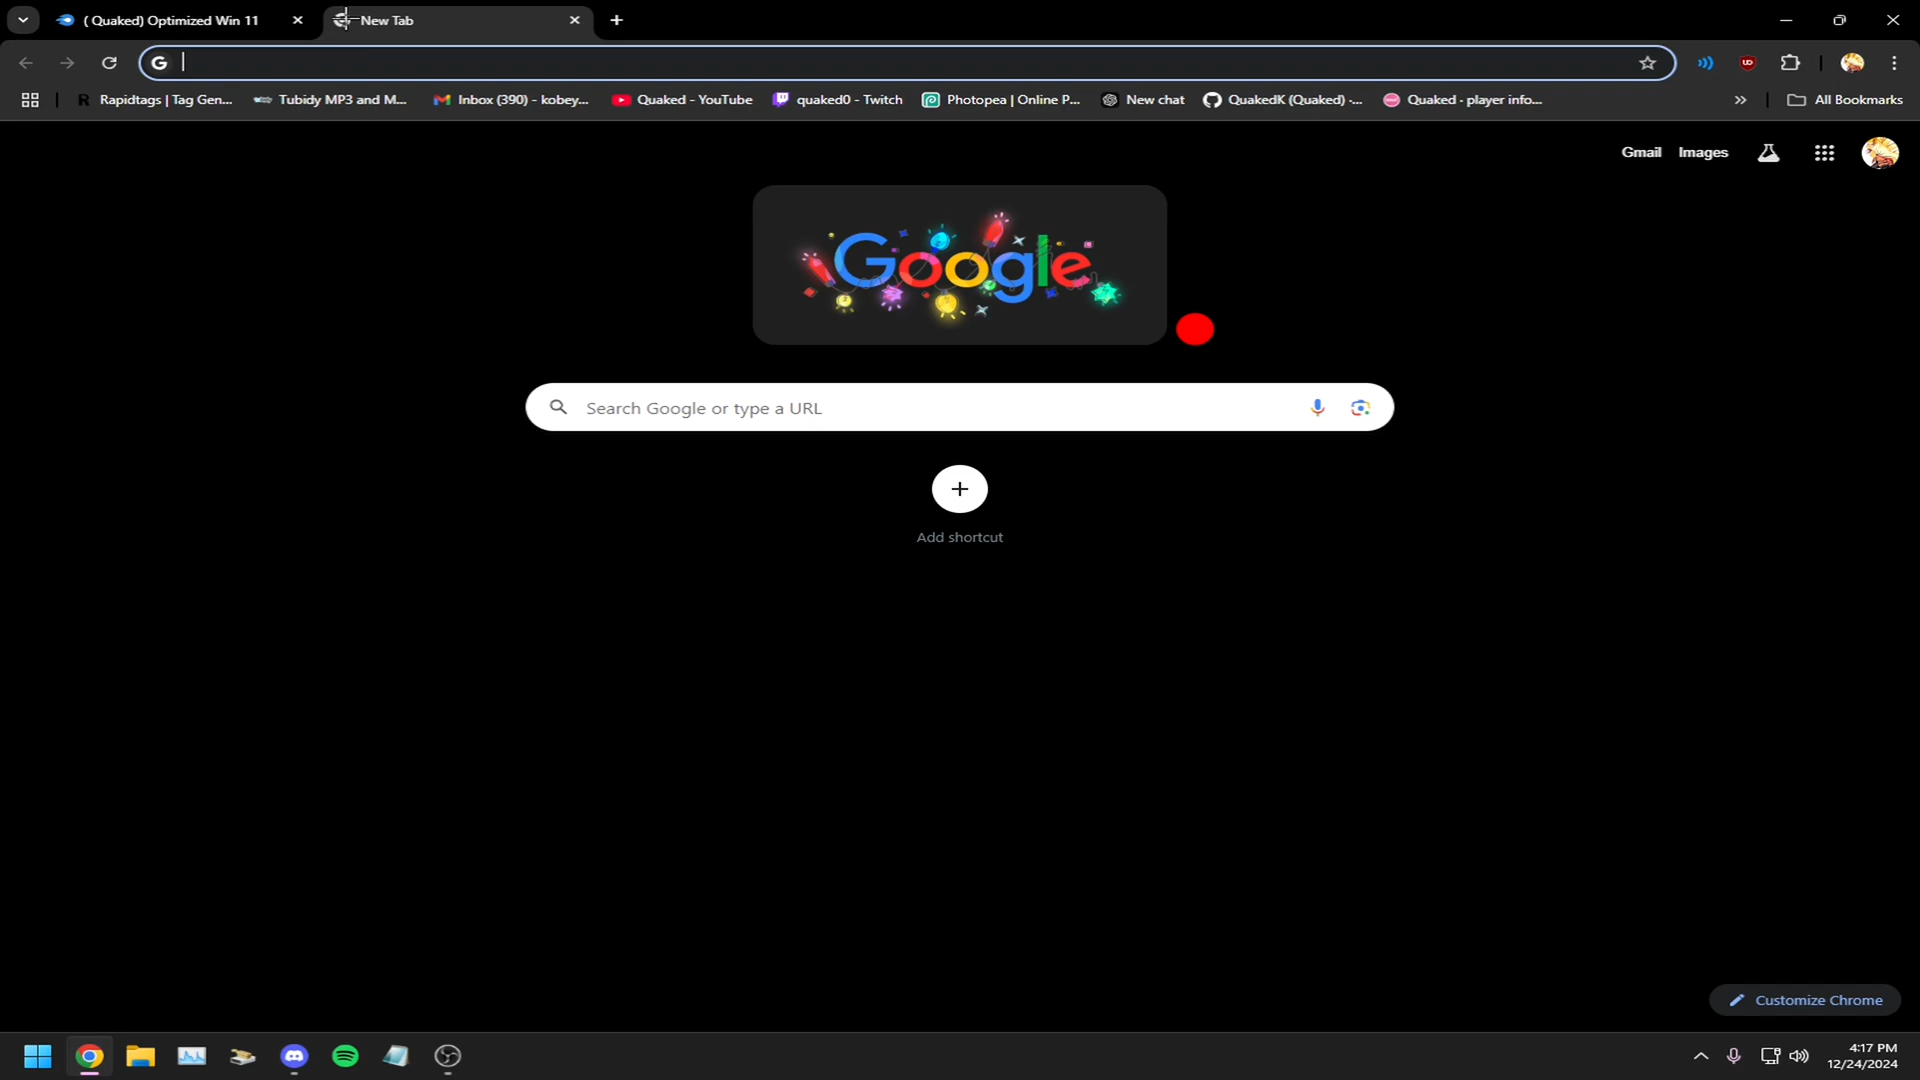 ( Quaked) Optimized Win 11
New Tab
Rapidtags | Tag Gen...
Tubidy MP3 and M...
Inbox (390) - kobey...
Quaked - YouTube
quaked0 - Twitch
Photopea | Online P...
New chat
QuakedK (Quaked) ·...
Quaked · player info...
All Bookmarks
Gmail
Images
Google
Search Google or type a URL
Add shortcut
Customize Chrome
4:17 PM
12/24/2024